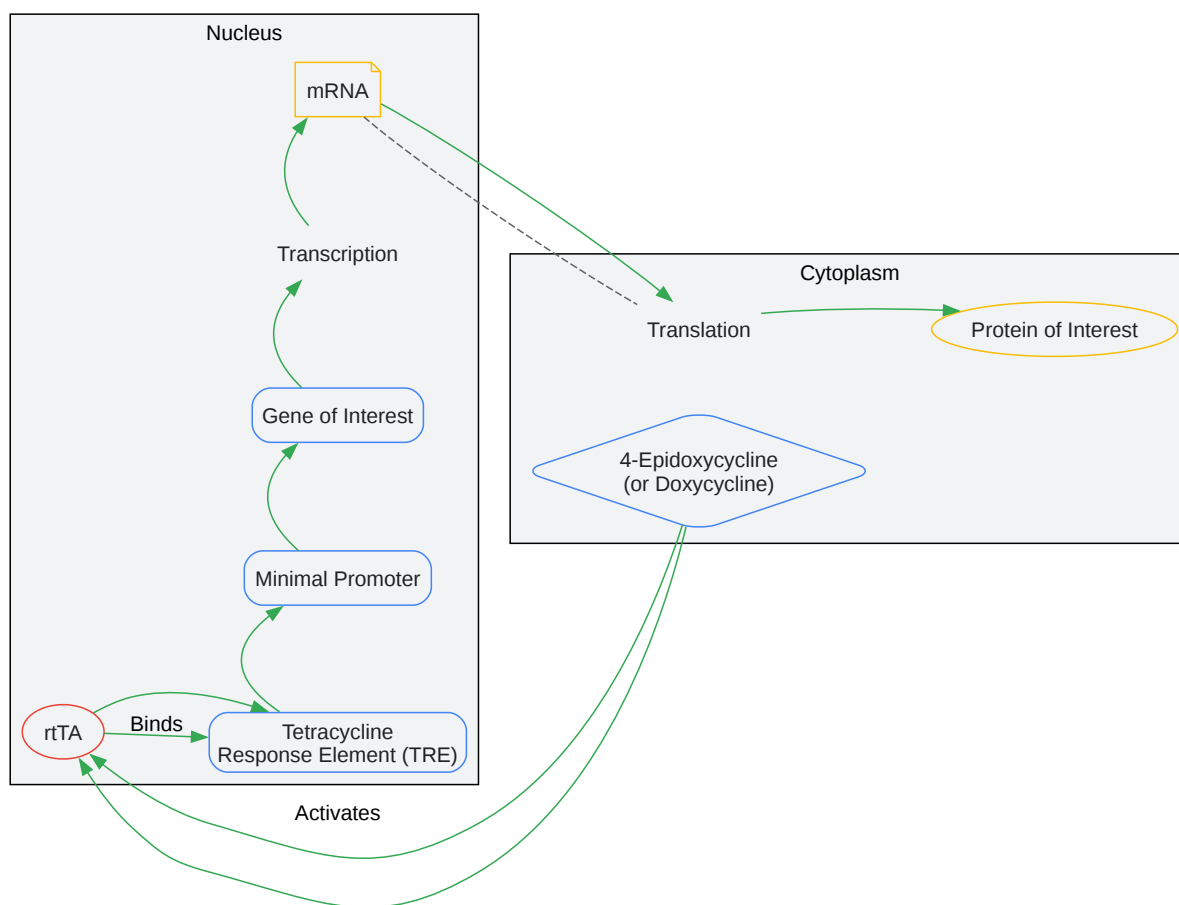 Nucleus
mRNA
Transcription
Cytoplasm
Translation
Protein of Interest
Gene of Interest
4-Epidoxycycline
(or Doxycycline)
Minimal Promoter
rtTA
Binds
Tetracycline
Response Element (TRE)
Activates